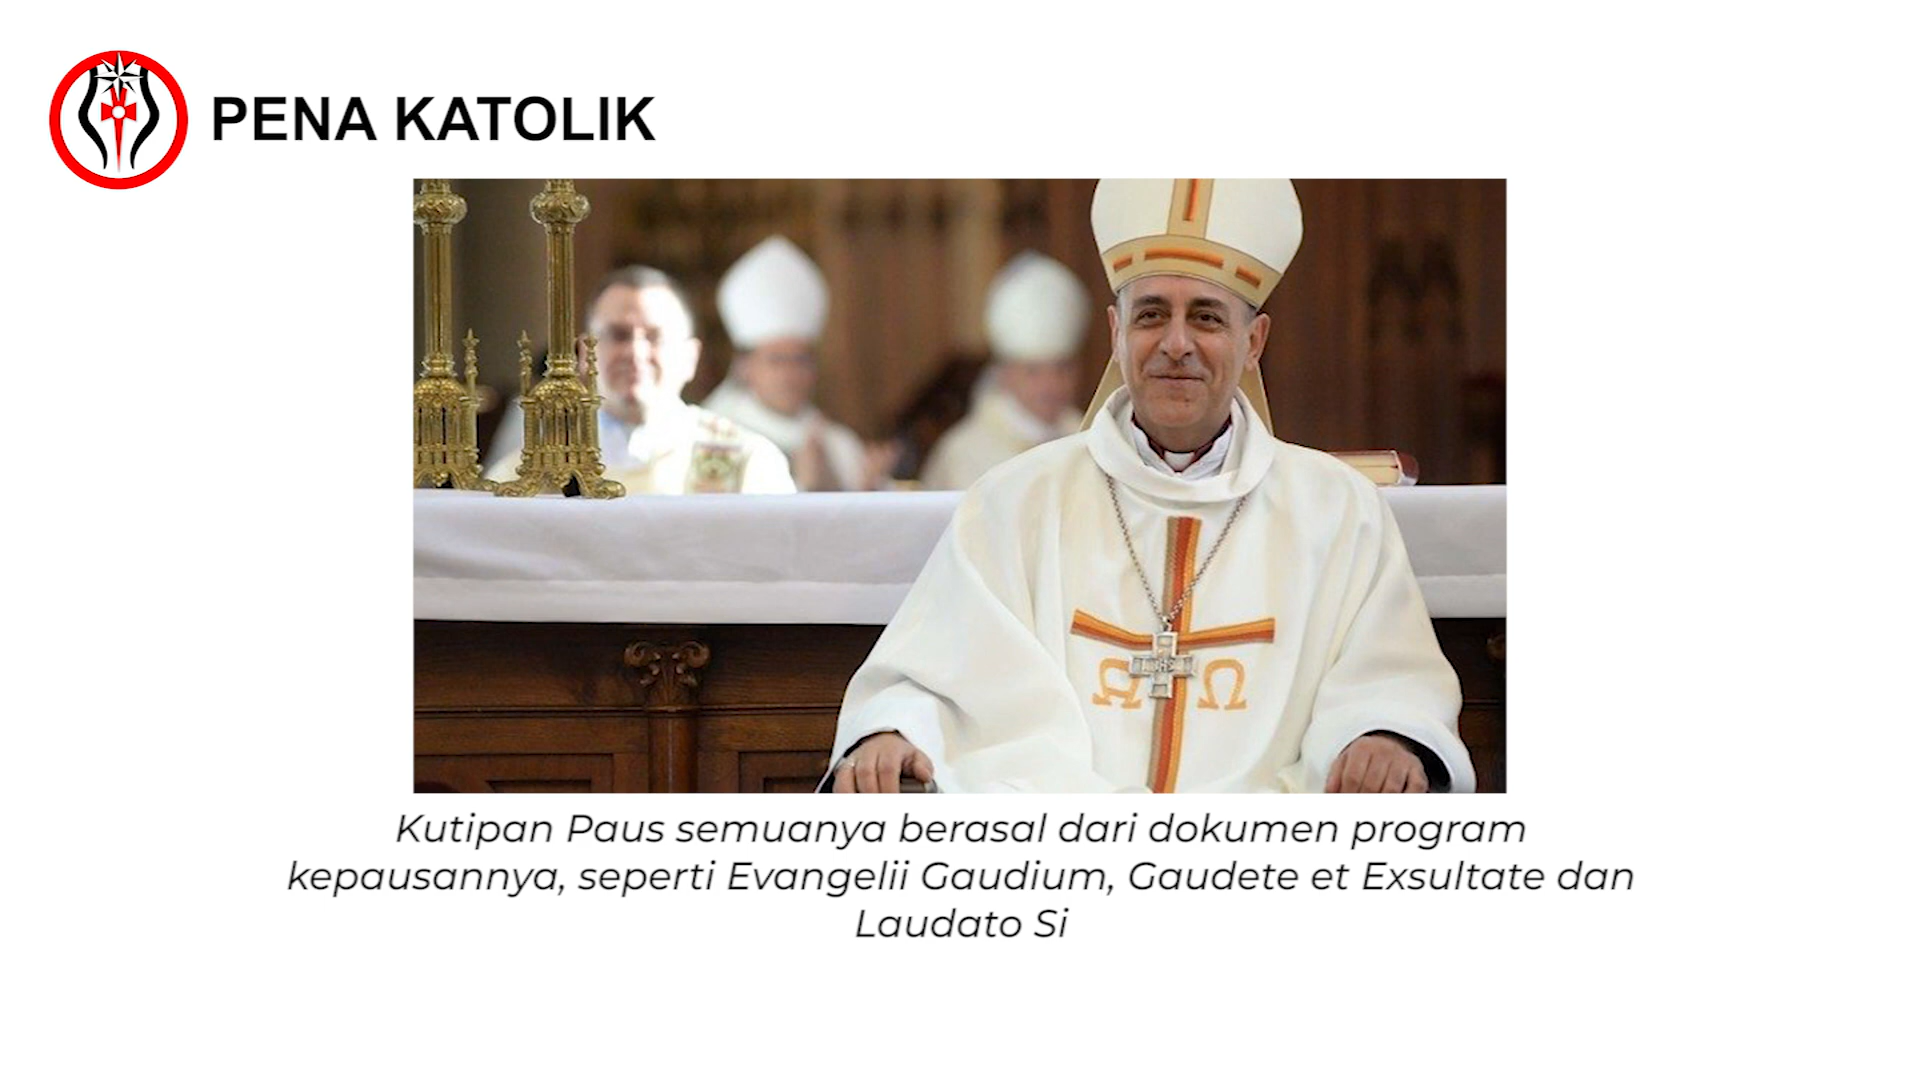 PENA KATOLIK
Kutipan Paus semuanya berasal dari dokumen program
kepausannya, seperti Evangelii Gaudium, Gaudete et Exsultate dan
Laudato Si
Α Ω
IHS